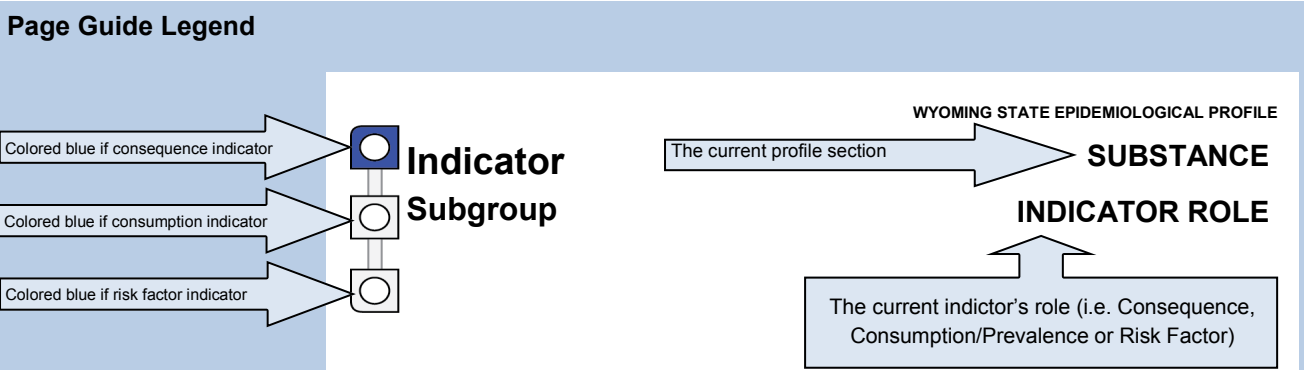 Page Guide Legend
WYOMING STATE EPIDEMIOLOGICAL PROFILE
Colored blue if consequence indicator
Indicator
The current profile section
SUBSTANCE
Colored blue if consumption indicator
Subgroup
INDICATOR ROLE
Colored blue if risk factor indicator
The current indictor's role (i.e. Consequence,
Consumption/Prevalence or Risk Factor)